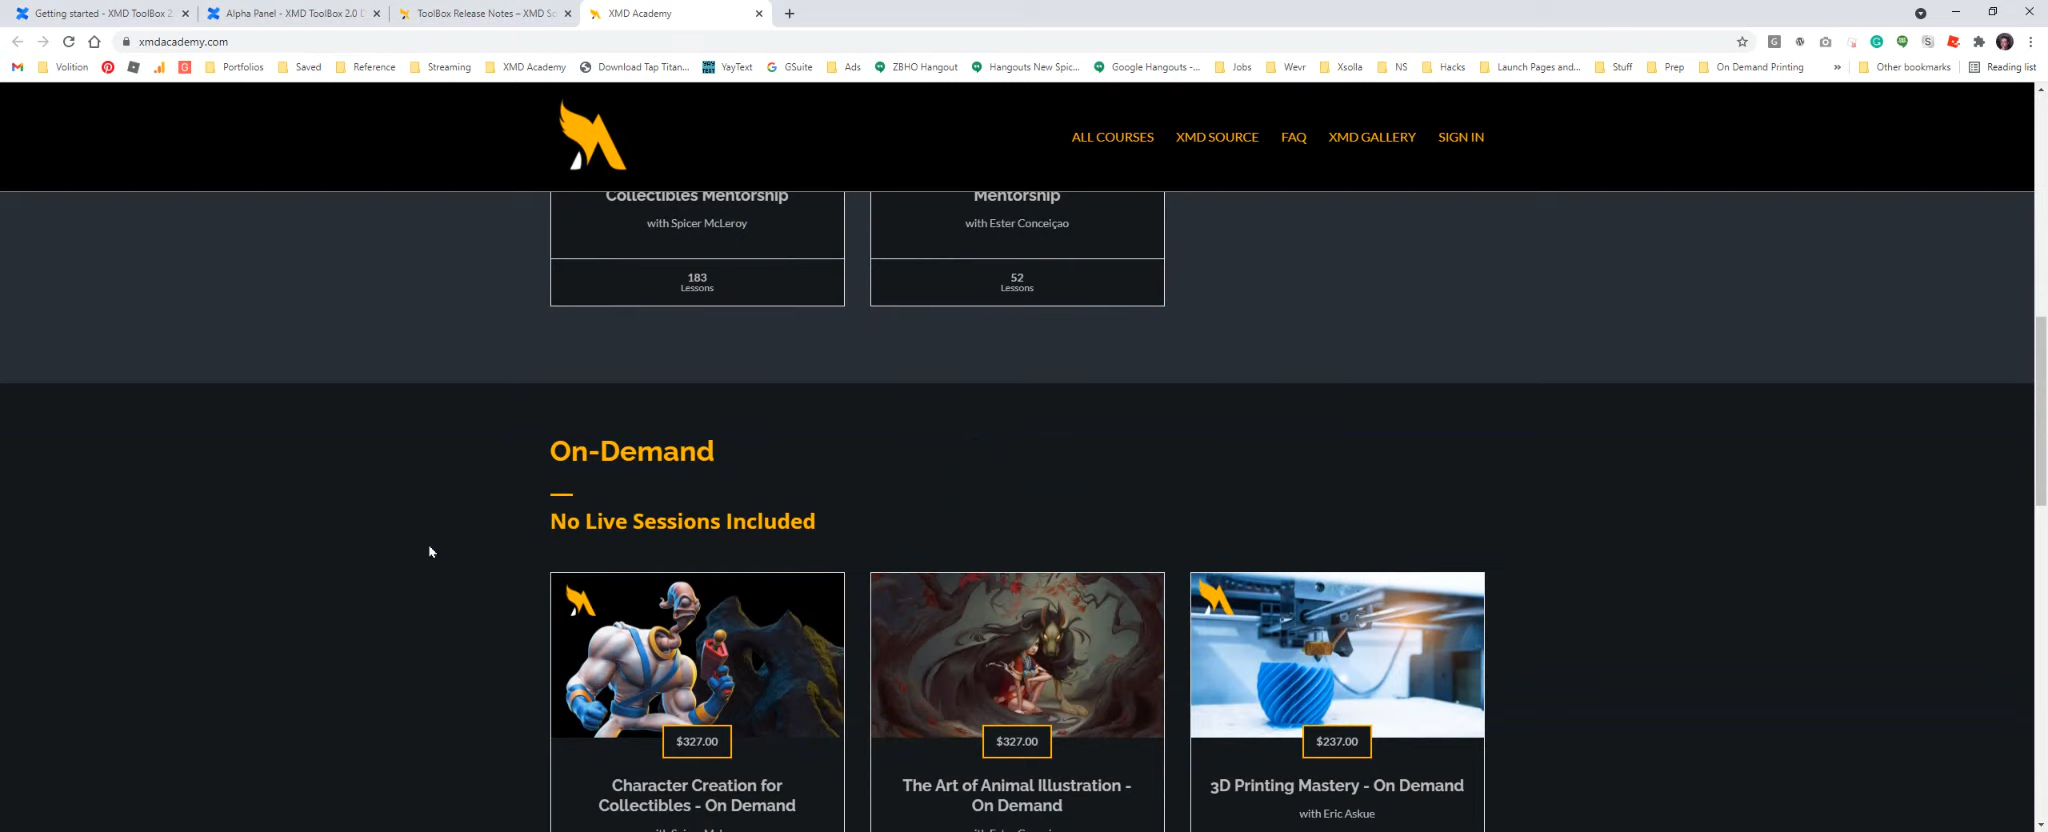 Getting started - XMD ToolBox 2.
Alpha Panel - XMD ToolBox 2.0 D
ToolBox Release Notes – XMD So
XMD Academy
xmdacademy.com
Volition
Portfolios
Saved
Reference
Streaming
XMD Academy
Download Tap Titan...
YayText
GSuite
Ads
ZBHO Hangout
Hangouts New Spic...
Google Hangouts -...
Jobs
Wevr
Xsolla
NS
Hacks
Launch Pages and...
Stuff
Prep
On Demand Printing
»
Other bookmarks
Reading list
ALL COURSES
XMD SOURCE
FAQ
XMD GALLERY
SIGN IN
Collectibles Mentorship
with Spicer McLeroy
183
Lessons
Mentorship
with Ester Conceiçao
52
Lessons
On-Demand
No Live Sessions Included
$327.00
Character Creation for
Collectibles - On Demand
$327.00
The Art of Animal Illustration -
On Demand
$237.00
3D Printing Mastery - On Demand
with Eric Askue